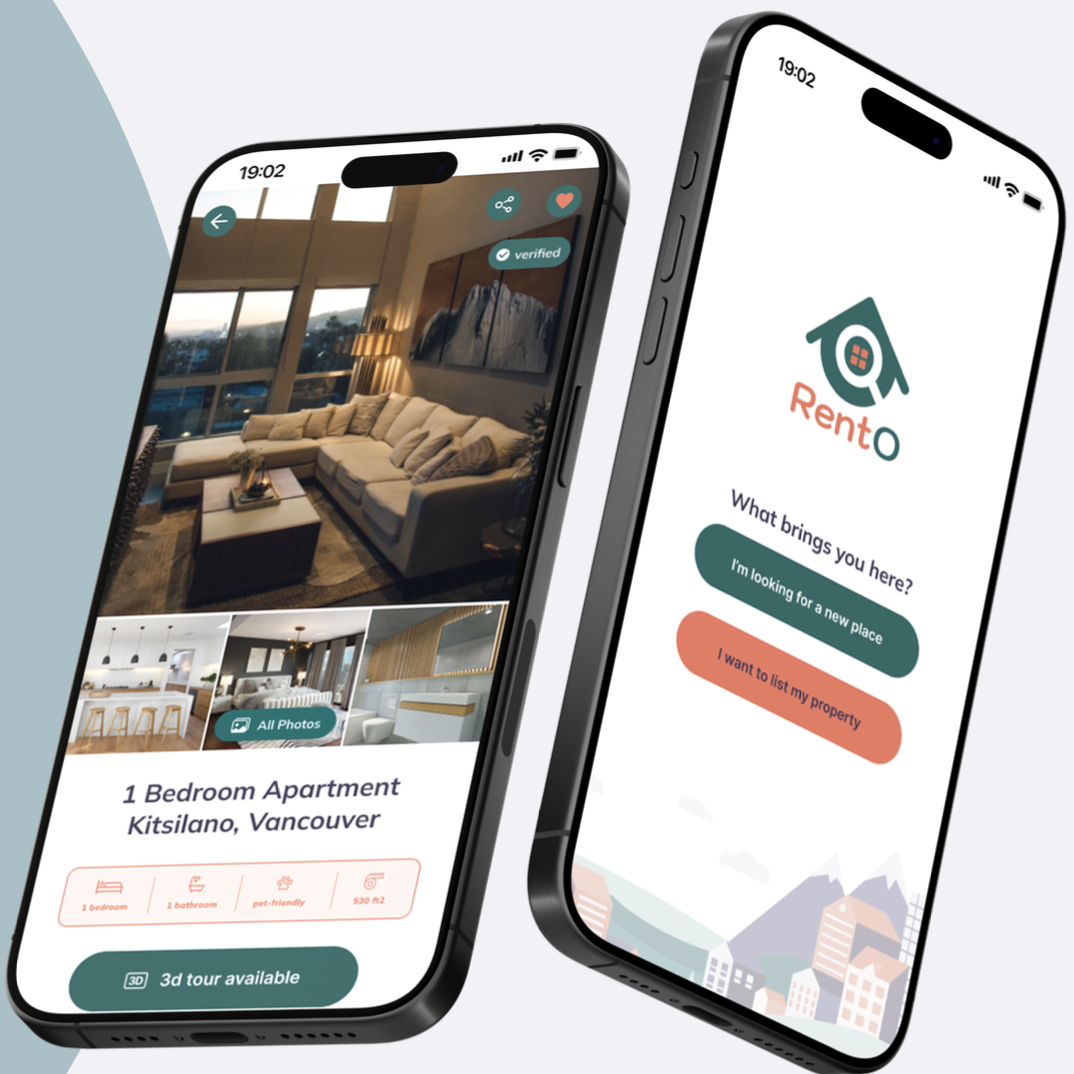 19:02
verified
All Photos
1 Bedroom Apartment
Kitsilano, Vancouver
1 bedroom
1 bathroom
pet-friendly
530 ft2
3D
3d tour available
19:02
RentO
What brings you here?
I'm looking for a new place
I want to list my property